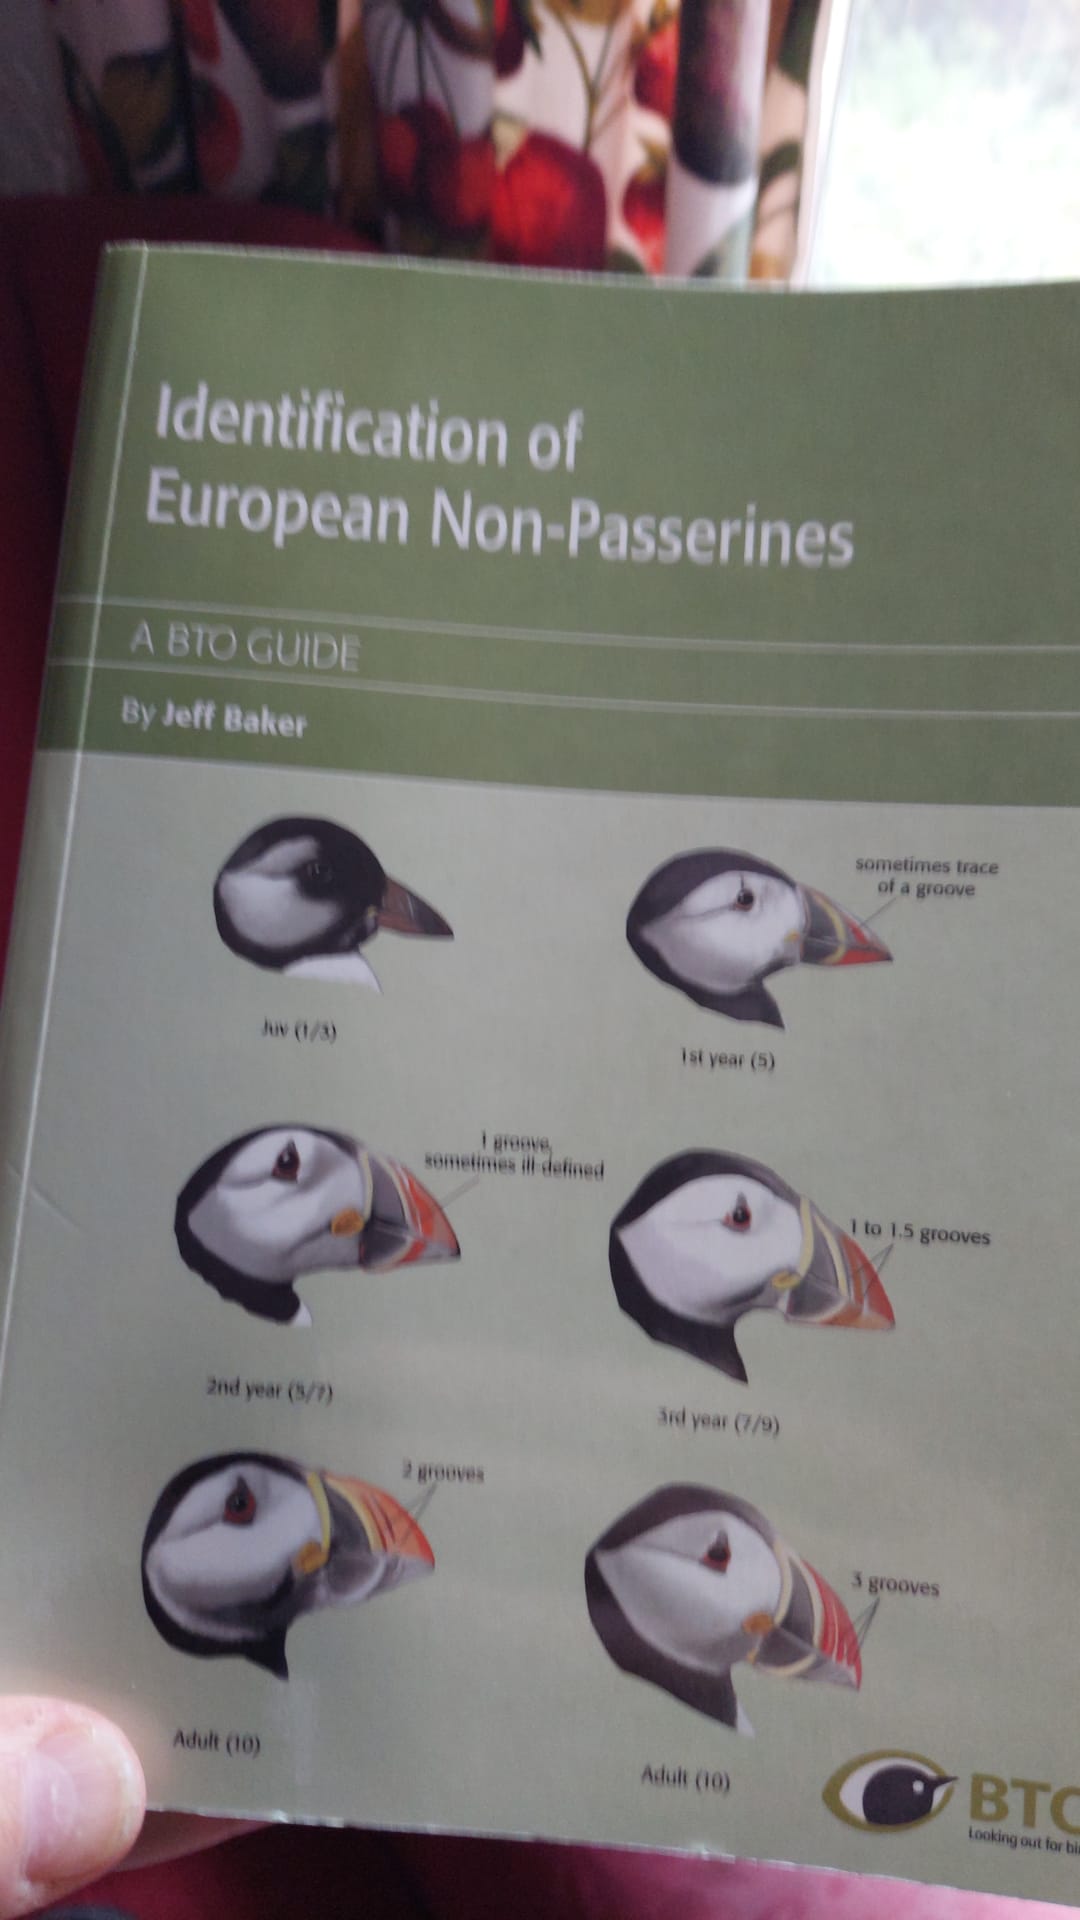 Identification of
European Non-Passerines
A BTO GUIDE
By Jeff Baker
sometimes trace
of a groove
Juv (1/3)
1st year (5)
1 groove,
sometimes ill-defined
1 to 1.5 grooves
2nd year (5/7)
3rd year (7/9)
2 grooves
3 grooves
Adult (10)
Adult (10)
BTO
Looking out for bi